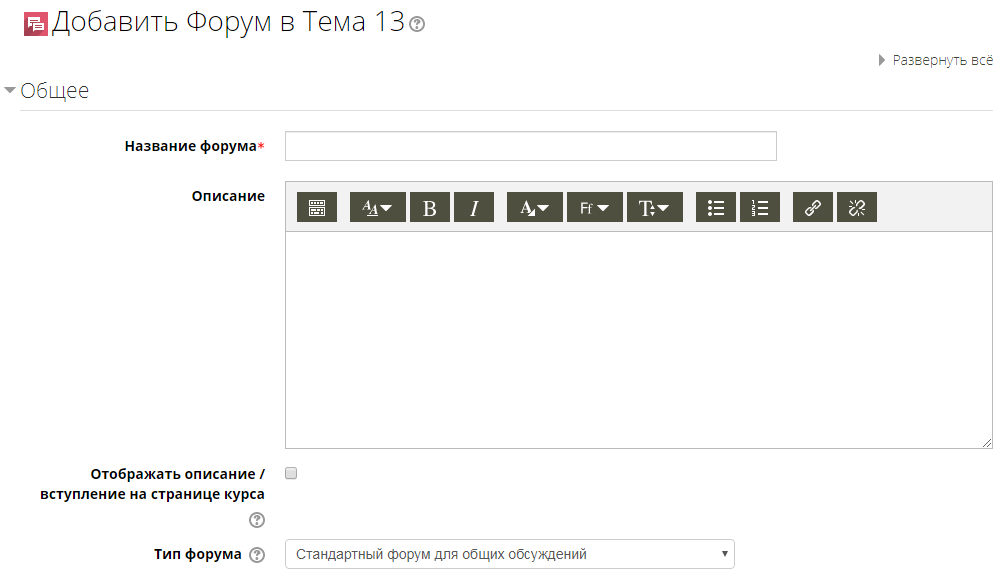 Добавить Форум в Тема 13
Развернуть всё
Общее
Название форума*
Описание
B I Ff T
Отображать описание /
вступление на странице курса
Тип форума
Стандартный форум для общих обсуждений